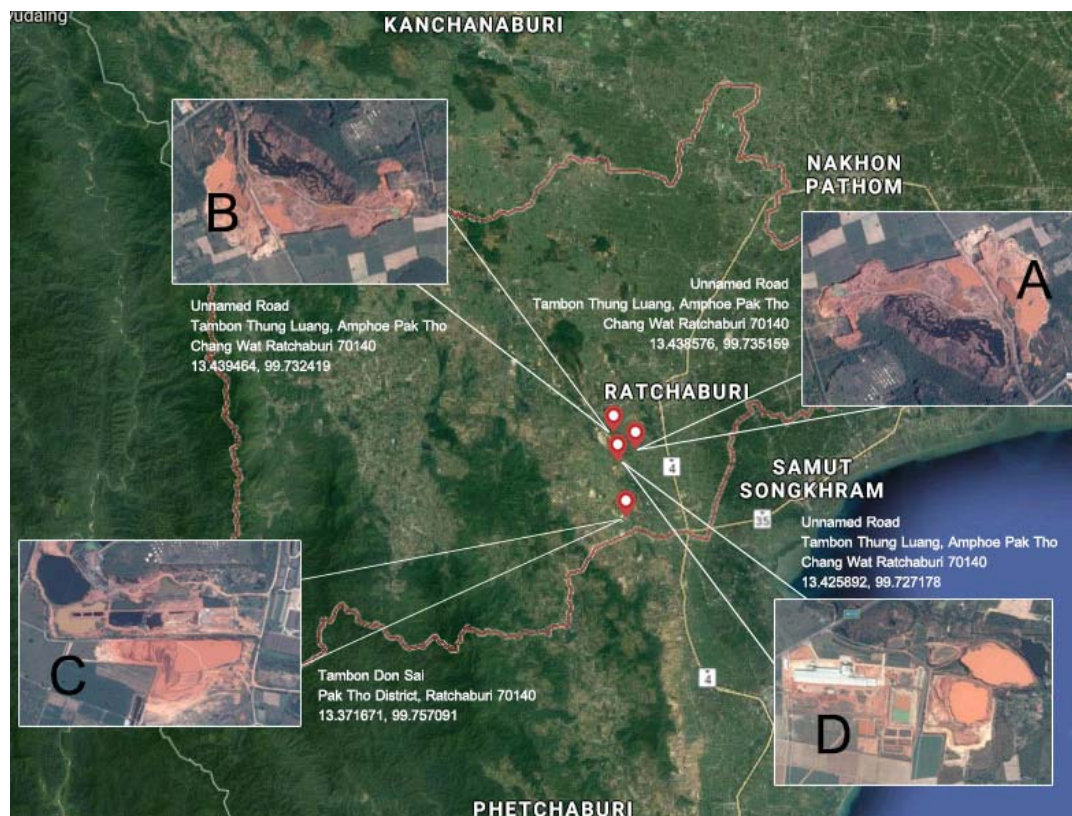 yudaing
KANCHANABURI
NAKHON
PATHOM
B
A
Unnamed Road
Tambon Thung Luang, Amphoe Pak Tho
Chang Wat Ratchaburi 70140
13.439464, 99.732419
Unnamed Road
Tambon Thung Luang, Amphoe Pak Tho
Chang Wat Ratchaburi 70140
13.438576, 99.735159
RATCHABURI
4
SAMUT
SONGKHRAM
35
Unnamed Road
Tambon Thung Luang, Amphoe Pak Tho
Chang Wat Ratchaburi 70140
13.425892, 99.727178
C
Tambon Don Sai
Pak Tho District, Ratchaburi 70140
13.371671, 99.757091
4
D
PHETCHABURI